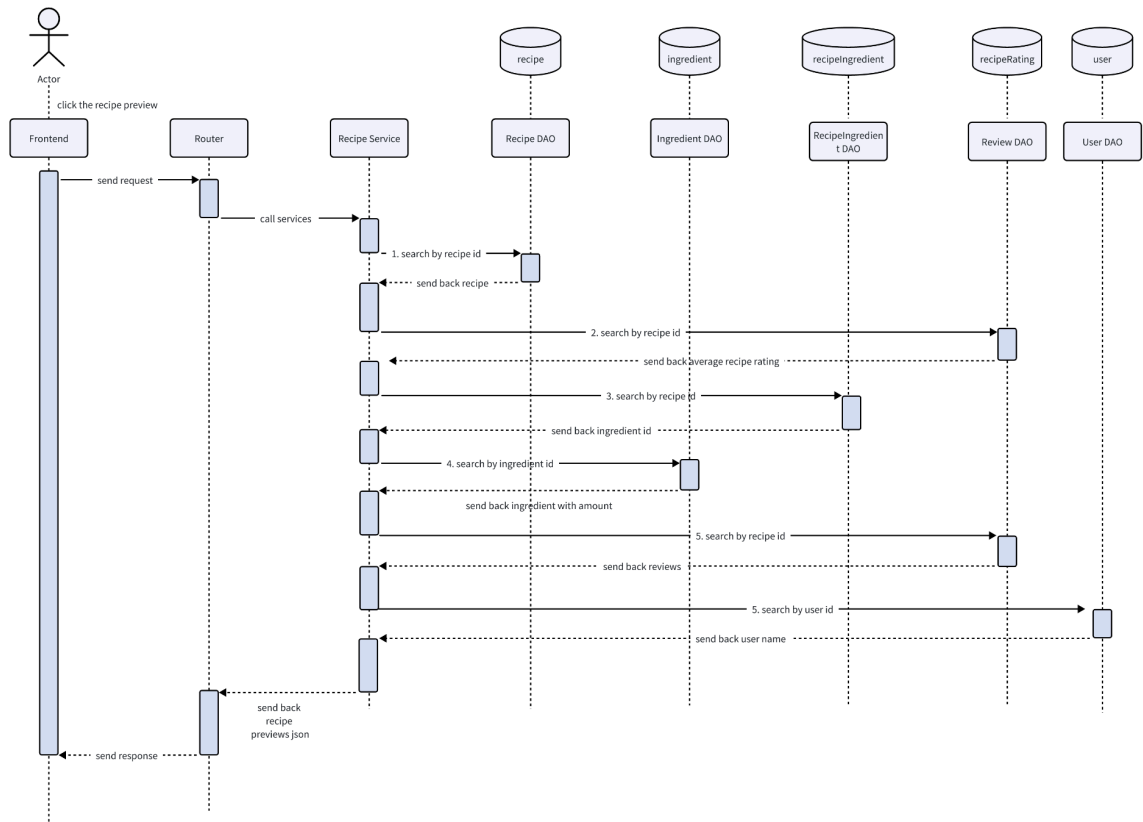 Actor
recipe
ingredient
recipeIngredient
recipeRating
user
click the recipe preview
Frontend
Router
Recipe Service
Recipe DAO
Ingredient DAO
RecipeIngredien
t DAO
Review DAO
User DAO
send request
call services
1. search by recipe id
send back recipe
2. search by recipe id
send back average recipe rating
3. search by recipe id
send back ingredient id
4. search by ingredient id
send back ingredient with amount
5. search by recipe id
send back reviews
5. search by user id
send back user name
send back
recipe
previews json
send response